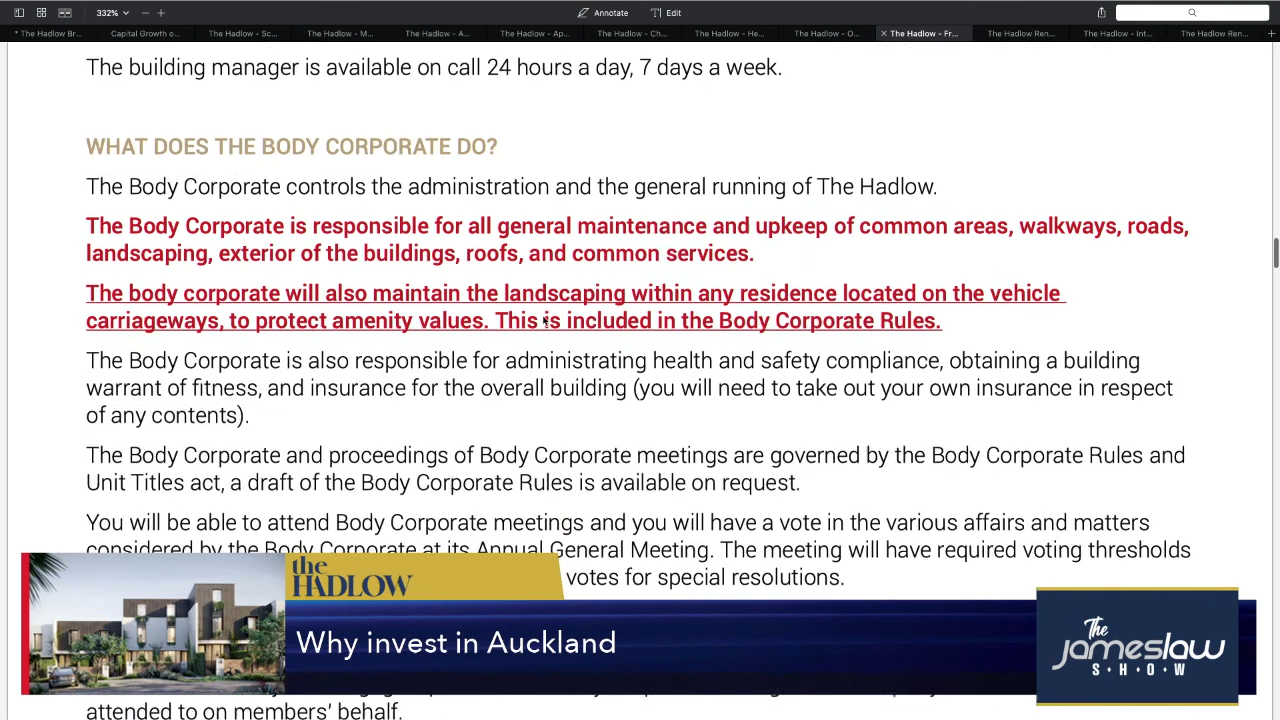 332%
Annotate
Edit
* The Hadlow Br...
Capital Growth o...
The Hadlow - Sc...
The Hadlow - M...
The Hadlow - A...
The Hadlow - Ap...
The Hadlow - Ch...
The Hadlow - He...
The Hadlow - O...
The Hadlow - Fr...
The Hadlow Ren...
The Hadlow - Int...
The Hadlow Ren...
The building manager is available on call 24 hours a day, 7 days a week.
WHAT DOES THE BODY CORPORATE DO?
The Body Corporate controls the administration and the general running of The Hadlow.
The Body Corporate is responsible for all general maintenance and upkeep of common areas, walkways, roads,
landscaping, exterior of the buildings, roofs, and common services.
The body corporate will also maintain the landscaping within any residence located on the vehicle
carriageways, to protect amenity values. This is included in the Body Corporate Rules.
The Body Corporate is also responsible for administrating health and safety compliance, obtaining a building
warrant of fitness, and insurance for the overall building (you will need to take out your own insurance in respect
of any contents).
The Body Corporate and proceedings of Body Corporate meetings are governed by the Body Corporate Rules and
Unit Titles act, a draft of the Body Corporate Rules is available on request.
You will be able to attend Body Corporate meetings and you will have a vote in the various affairs and matters
considered by the Body Corporate at its Annual General Meeting. The meeting will have required voting thresholds
votes for special resolutions.
the
HADLOW
Why invest in Auckland
The
jameslaw
S·H·O·W
attended to on members' behalf.